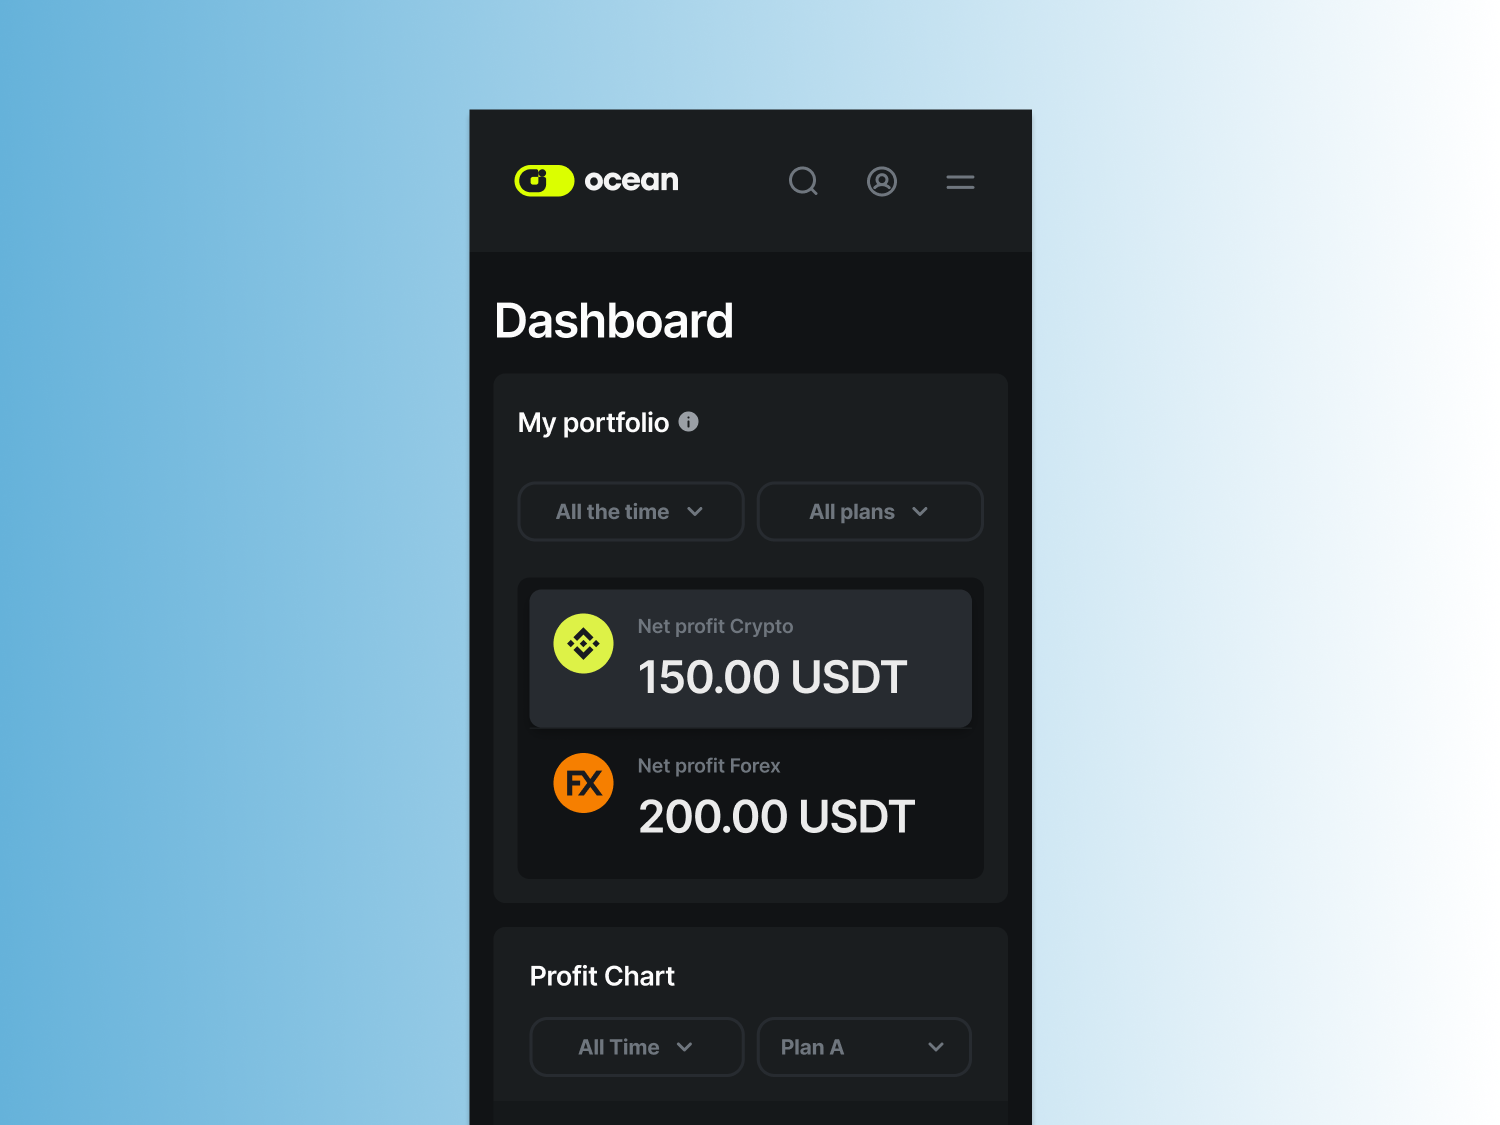 ocean
Dashboard
My portfolio
All the time
All plans
Net profit Crypto
150.00 USDT
FX
Net profit Forex
200.00 USDT
Profit Chart
All Time
Plan A